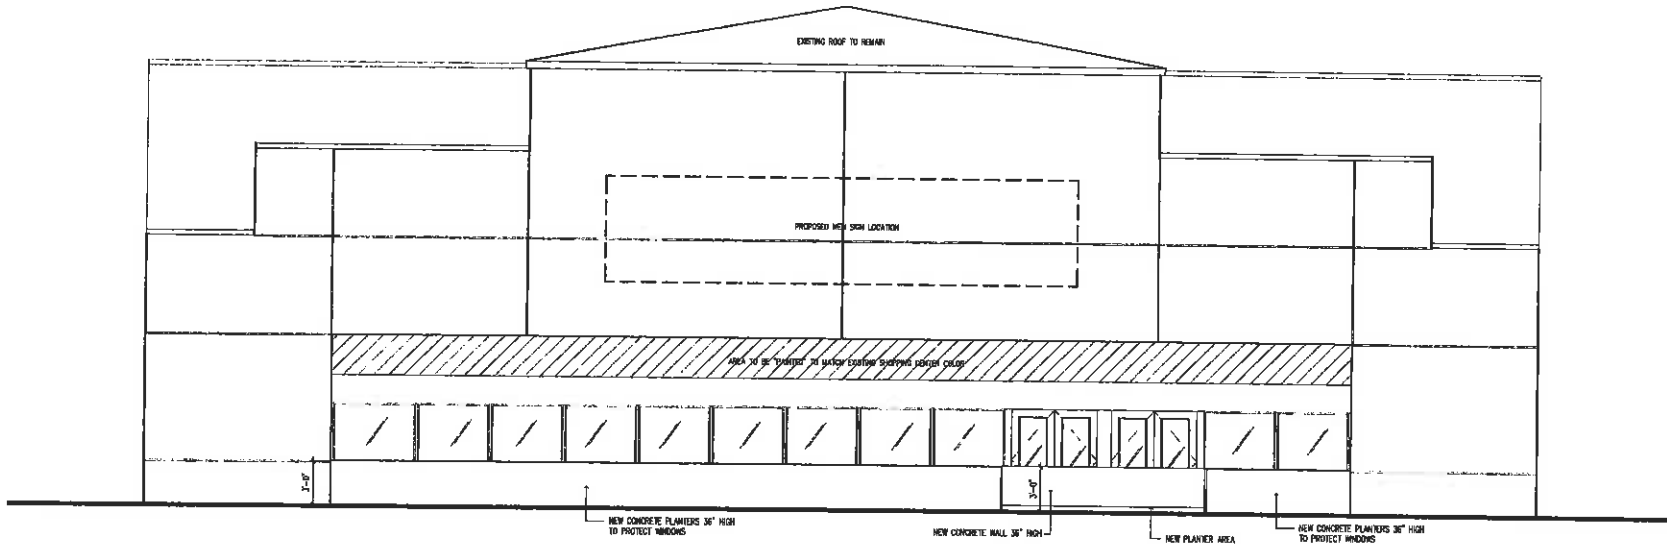 EXISTING ROOF TO REMAIN
PROPOSED NEW SIGN LOCATION
AREA TO BE "PAINTED" TO MATCH EXISTING SHOPPING CENTER COLOR
3'-0"
3'-0"
NEW CONCRETE PLANTERS 36" HIGH
TO PROTECT WINDOWS
NEW CONCRETE WALL 36" HIGH
NEW PLANTER AREA
NEW CONCRETE PLANTERS 36" HIGH
TO PROTECT WINDOWS